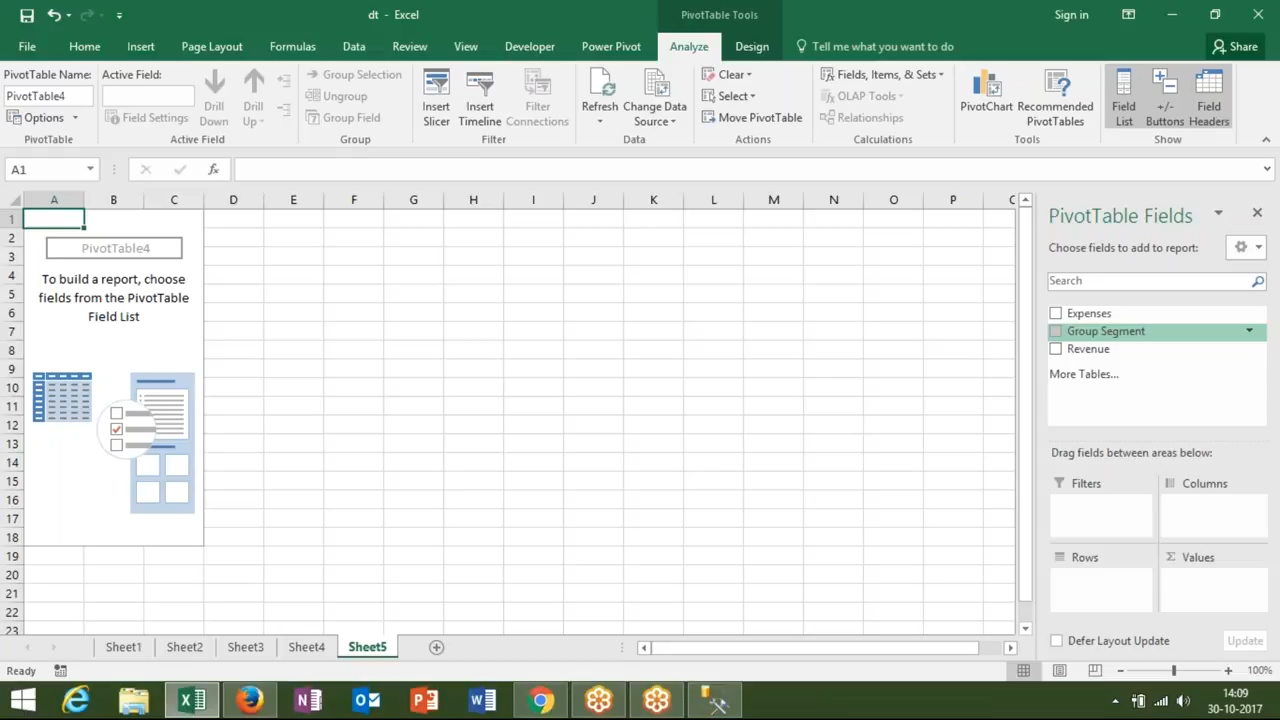 dt - Excel
PivotTable Tools
Sign in
File Home Insert Page Layout Formulas Data Review View Developer Power Pivot Analyze Design Tell me what you want to do Share
PivotTable Name:
PivotTable4
Options
PivotTable
Active Field:
Field Settings
Drill Down
Drill Up
Active Field
Group Selection
Ungroup
Group Field
Group
Insert Slicer
Insert Timeline
Filter Connections
Filter
Refresh
Change Data Source
Data
Clear
Select
Move PivotTable
Actions
Fields, Items, & Sets
OLAP Tools
Relationships
Calculations
PivotChart
Recommended PivotTables
Tools
Field List
+/- Buttons
Field Headers
Show
A1
fx
A B C D E F G H I J K L M N O P
1
2
3
4
5
6
7
8
9
10
11
12
13
14
15
16
17
18
19
20
21
22
23
PivotTable4
To build a report, choose
fields from the PivotTable
Field List
PivotTable Fields
Choose fields to add to report:
Search
Expenses
Group Segment
Revenue
More Tables...
Drag fields between areas below:
Filters
Columns
Rows
Σ Values
Defer Layout Update
Update
Sheet1 Sheet2 Sheet3 Sheet4 Sheet5
Ready
100%
14:09
30-10-2017